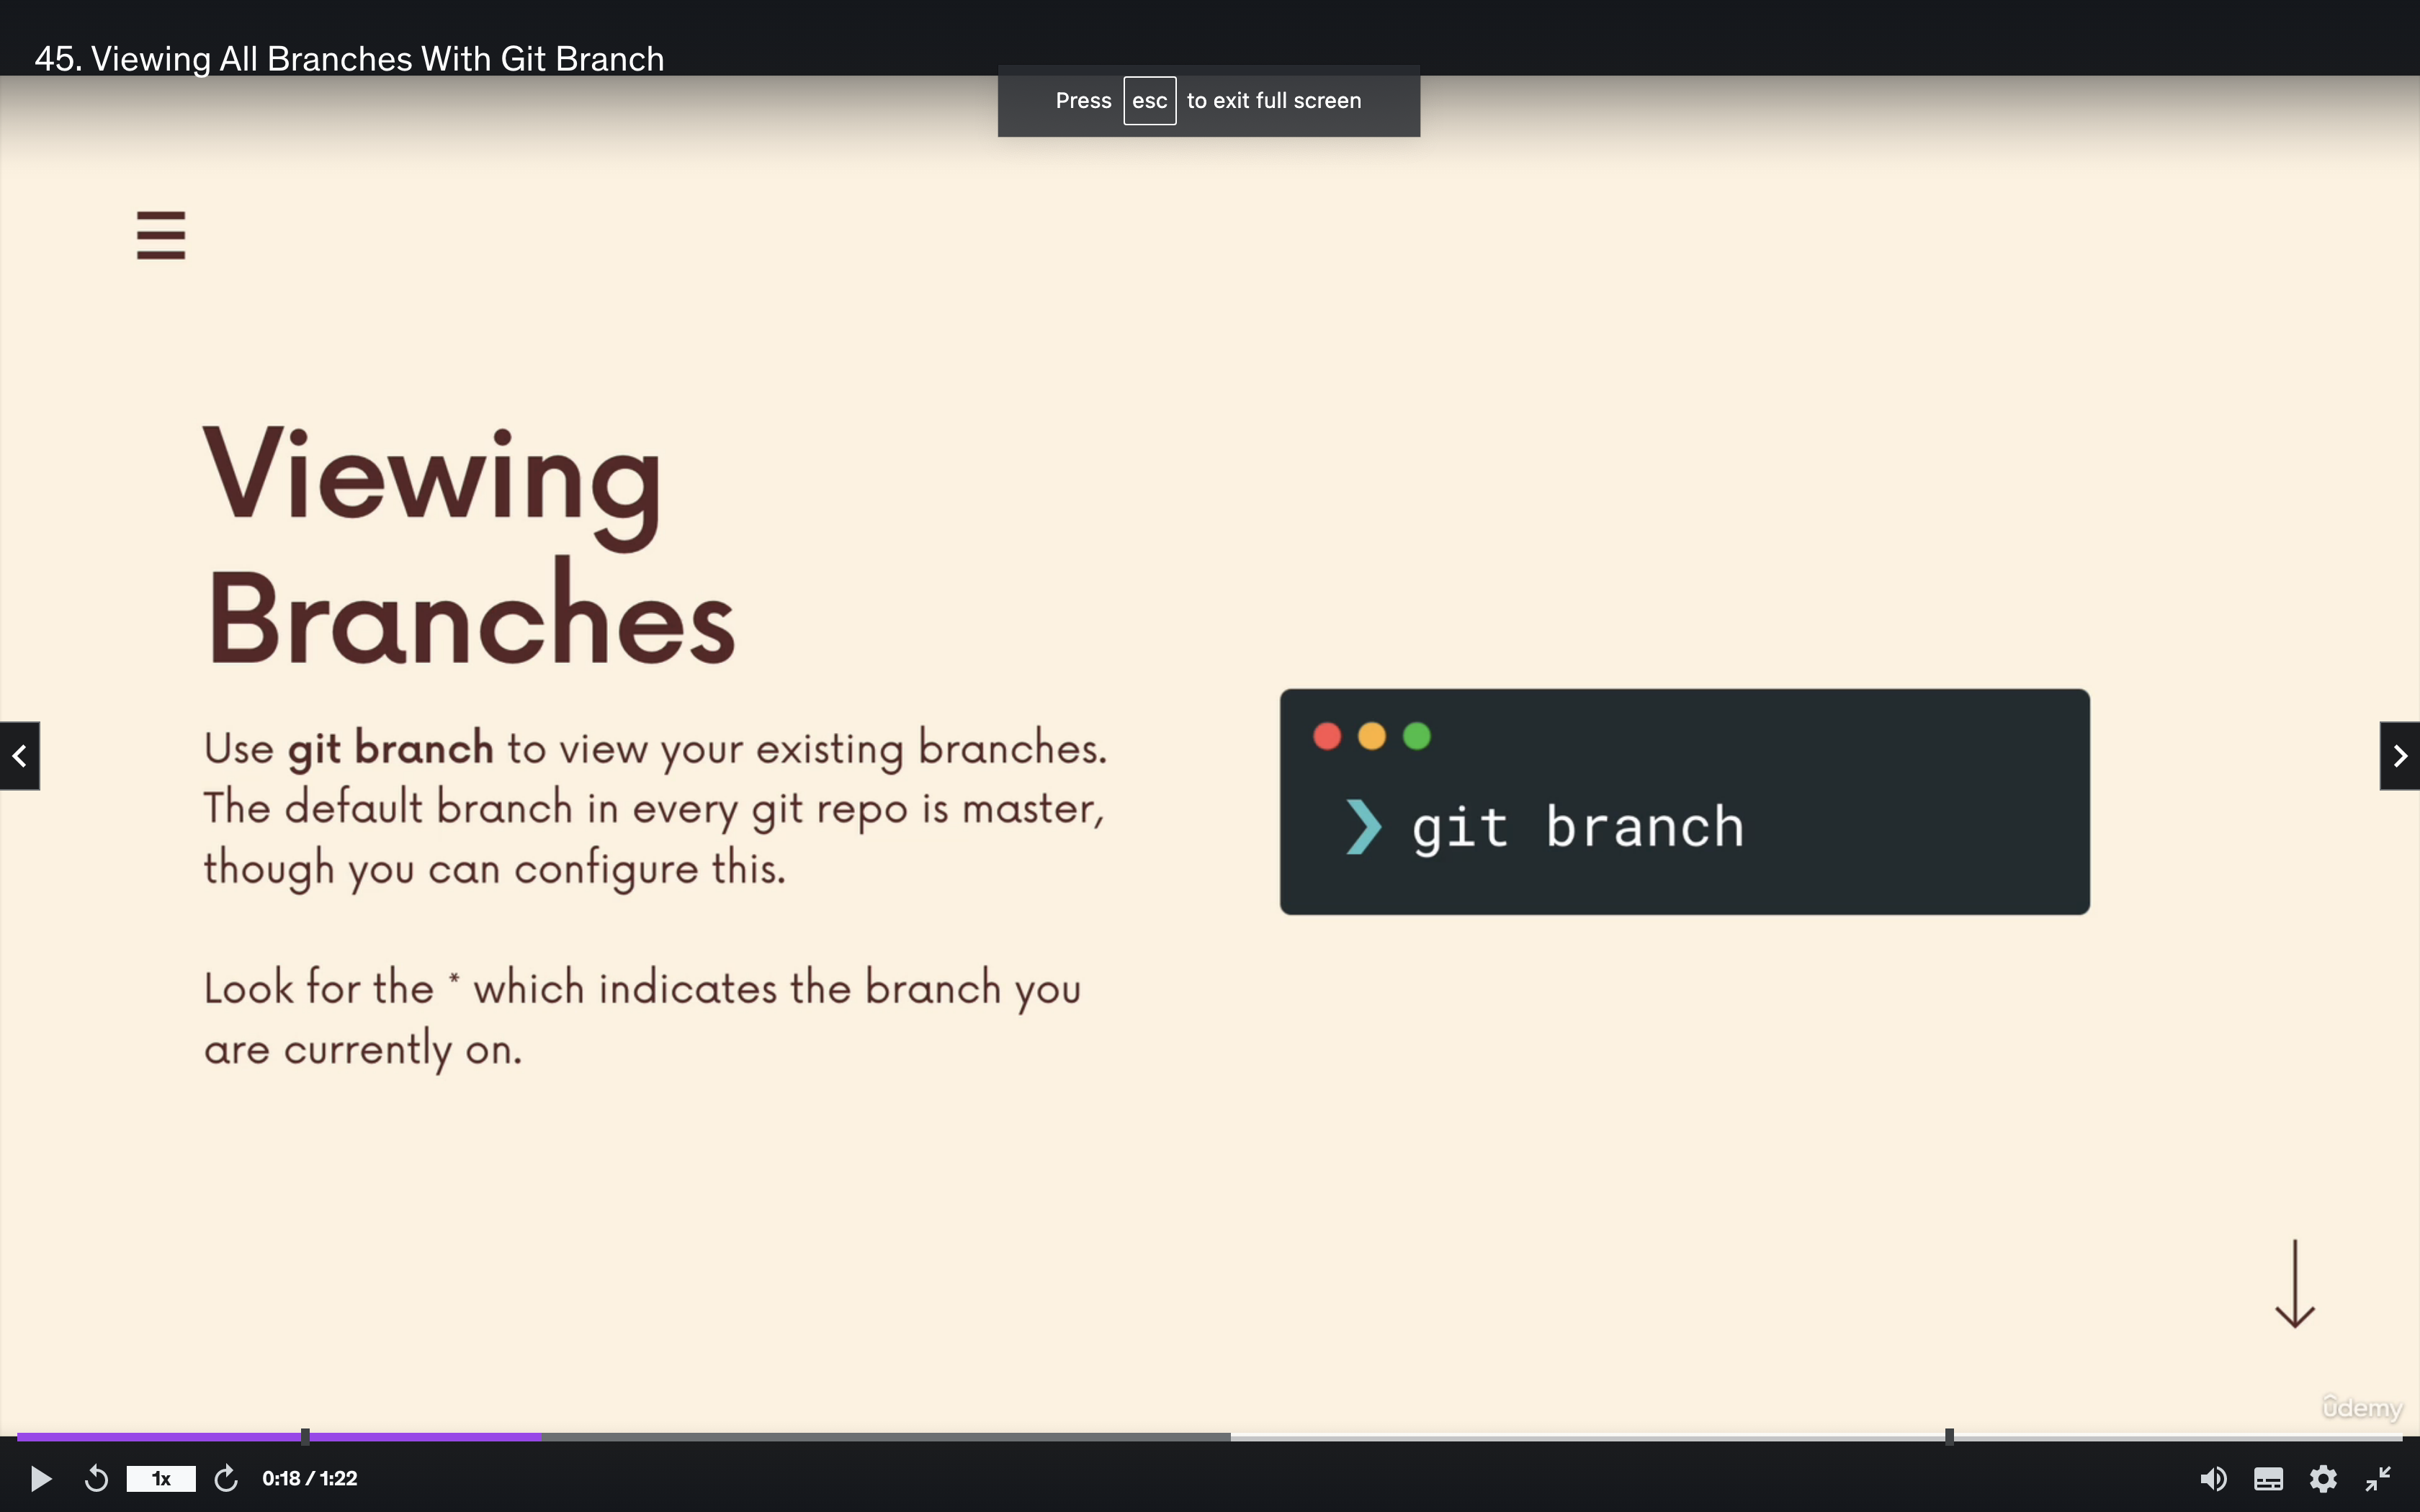 45. Viewing All Branches With Git Branch
Press esc to exit full screen
Viewing
Branches
Use git branch to view your existing branches.
The default branch in every git repo is master,
though you can configure this.
Look for the * which indicates the branch you
are currently on.
❯ git branch
ûdemy
1x
0:18 / 1:22